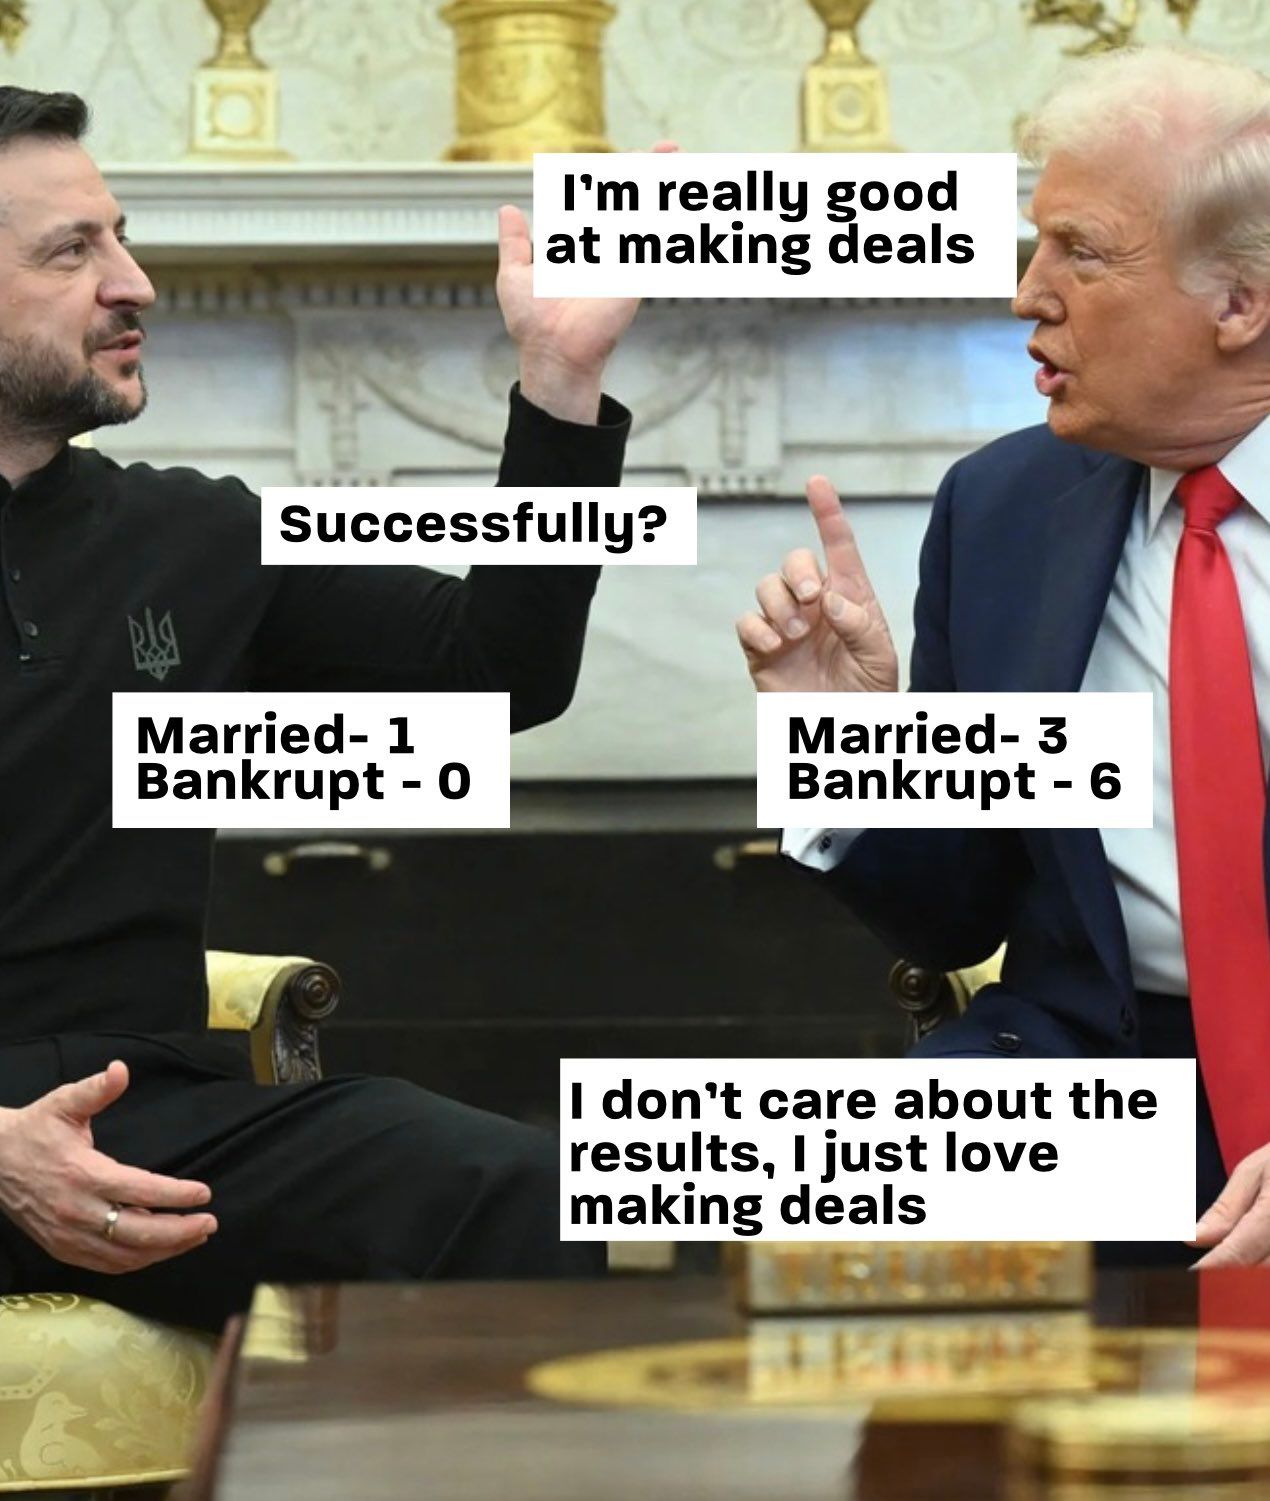 I'm really good
at making deals
Successfully?
Married- 1
Bankrupt - 0
Married- 3
Bankrupt - 6
I don't care about the
results, I just love
making deals
TRUMP